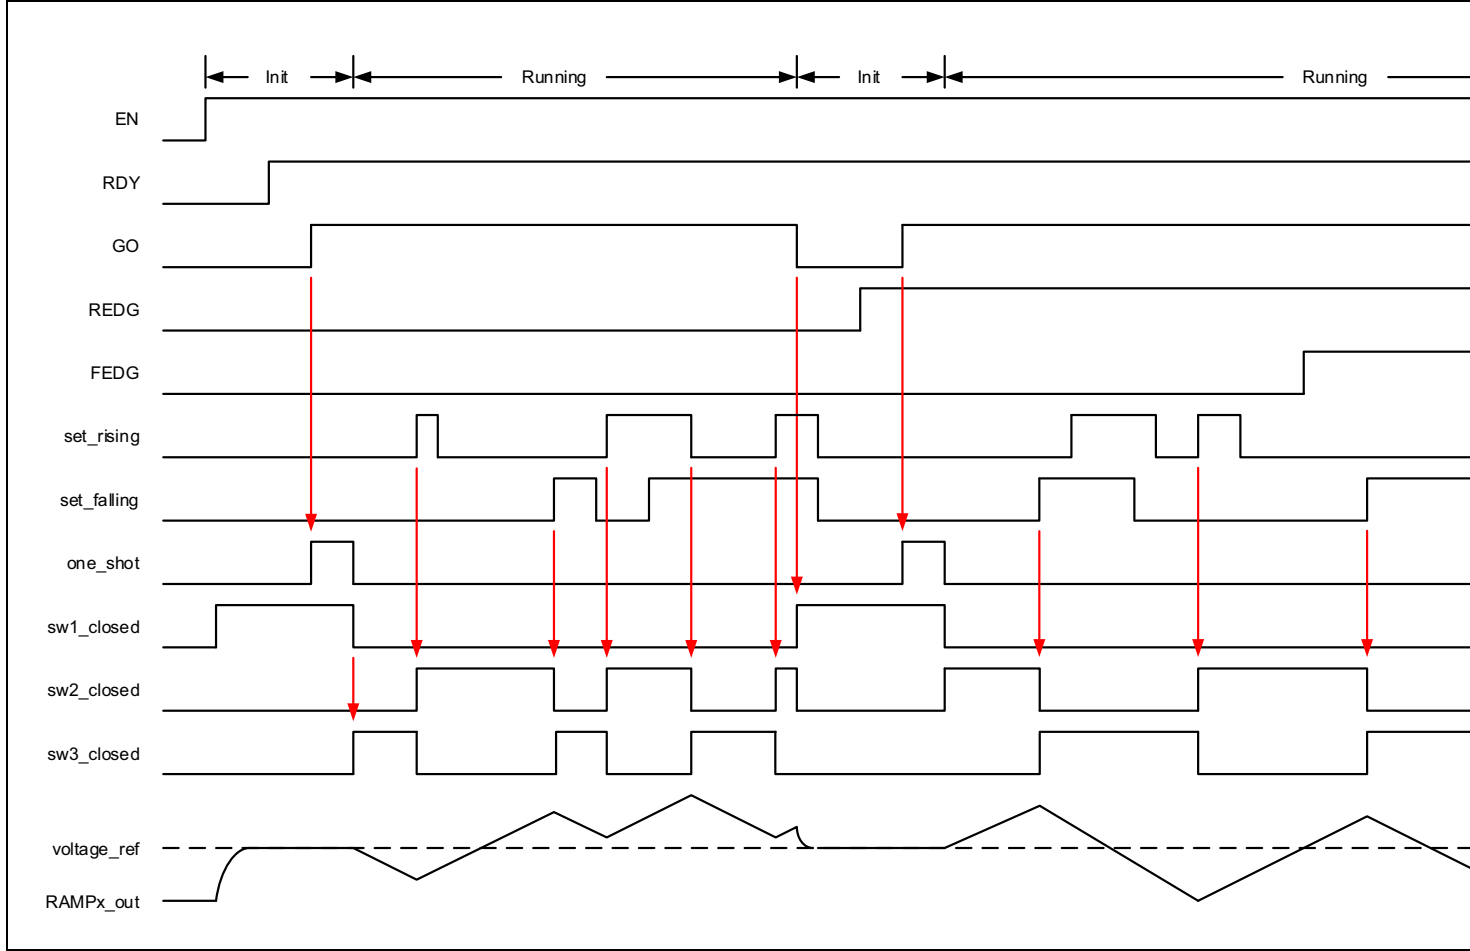 Init Running Init Running
EN
RDY
GO
REDG
FEDG
set_rising
set_falling
one_shot
sw1_closed
sw2_closed
sw3_closed
voltage_ref
RAMPx_out